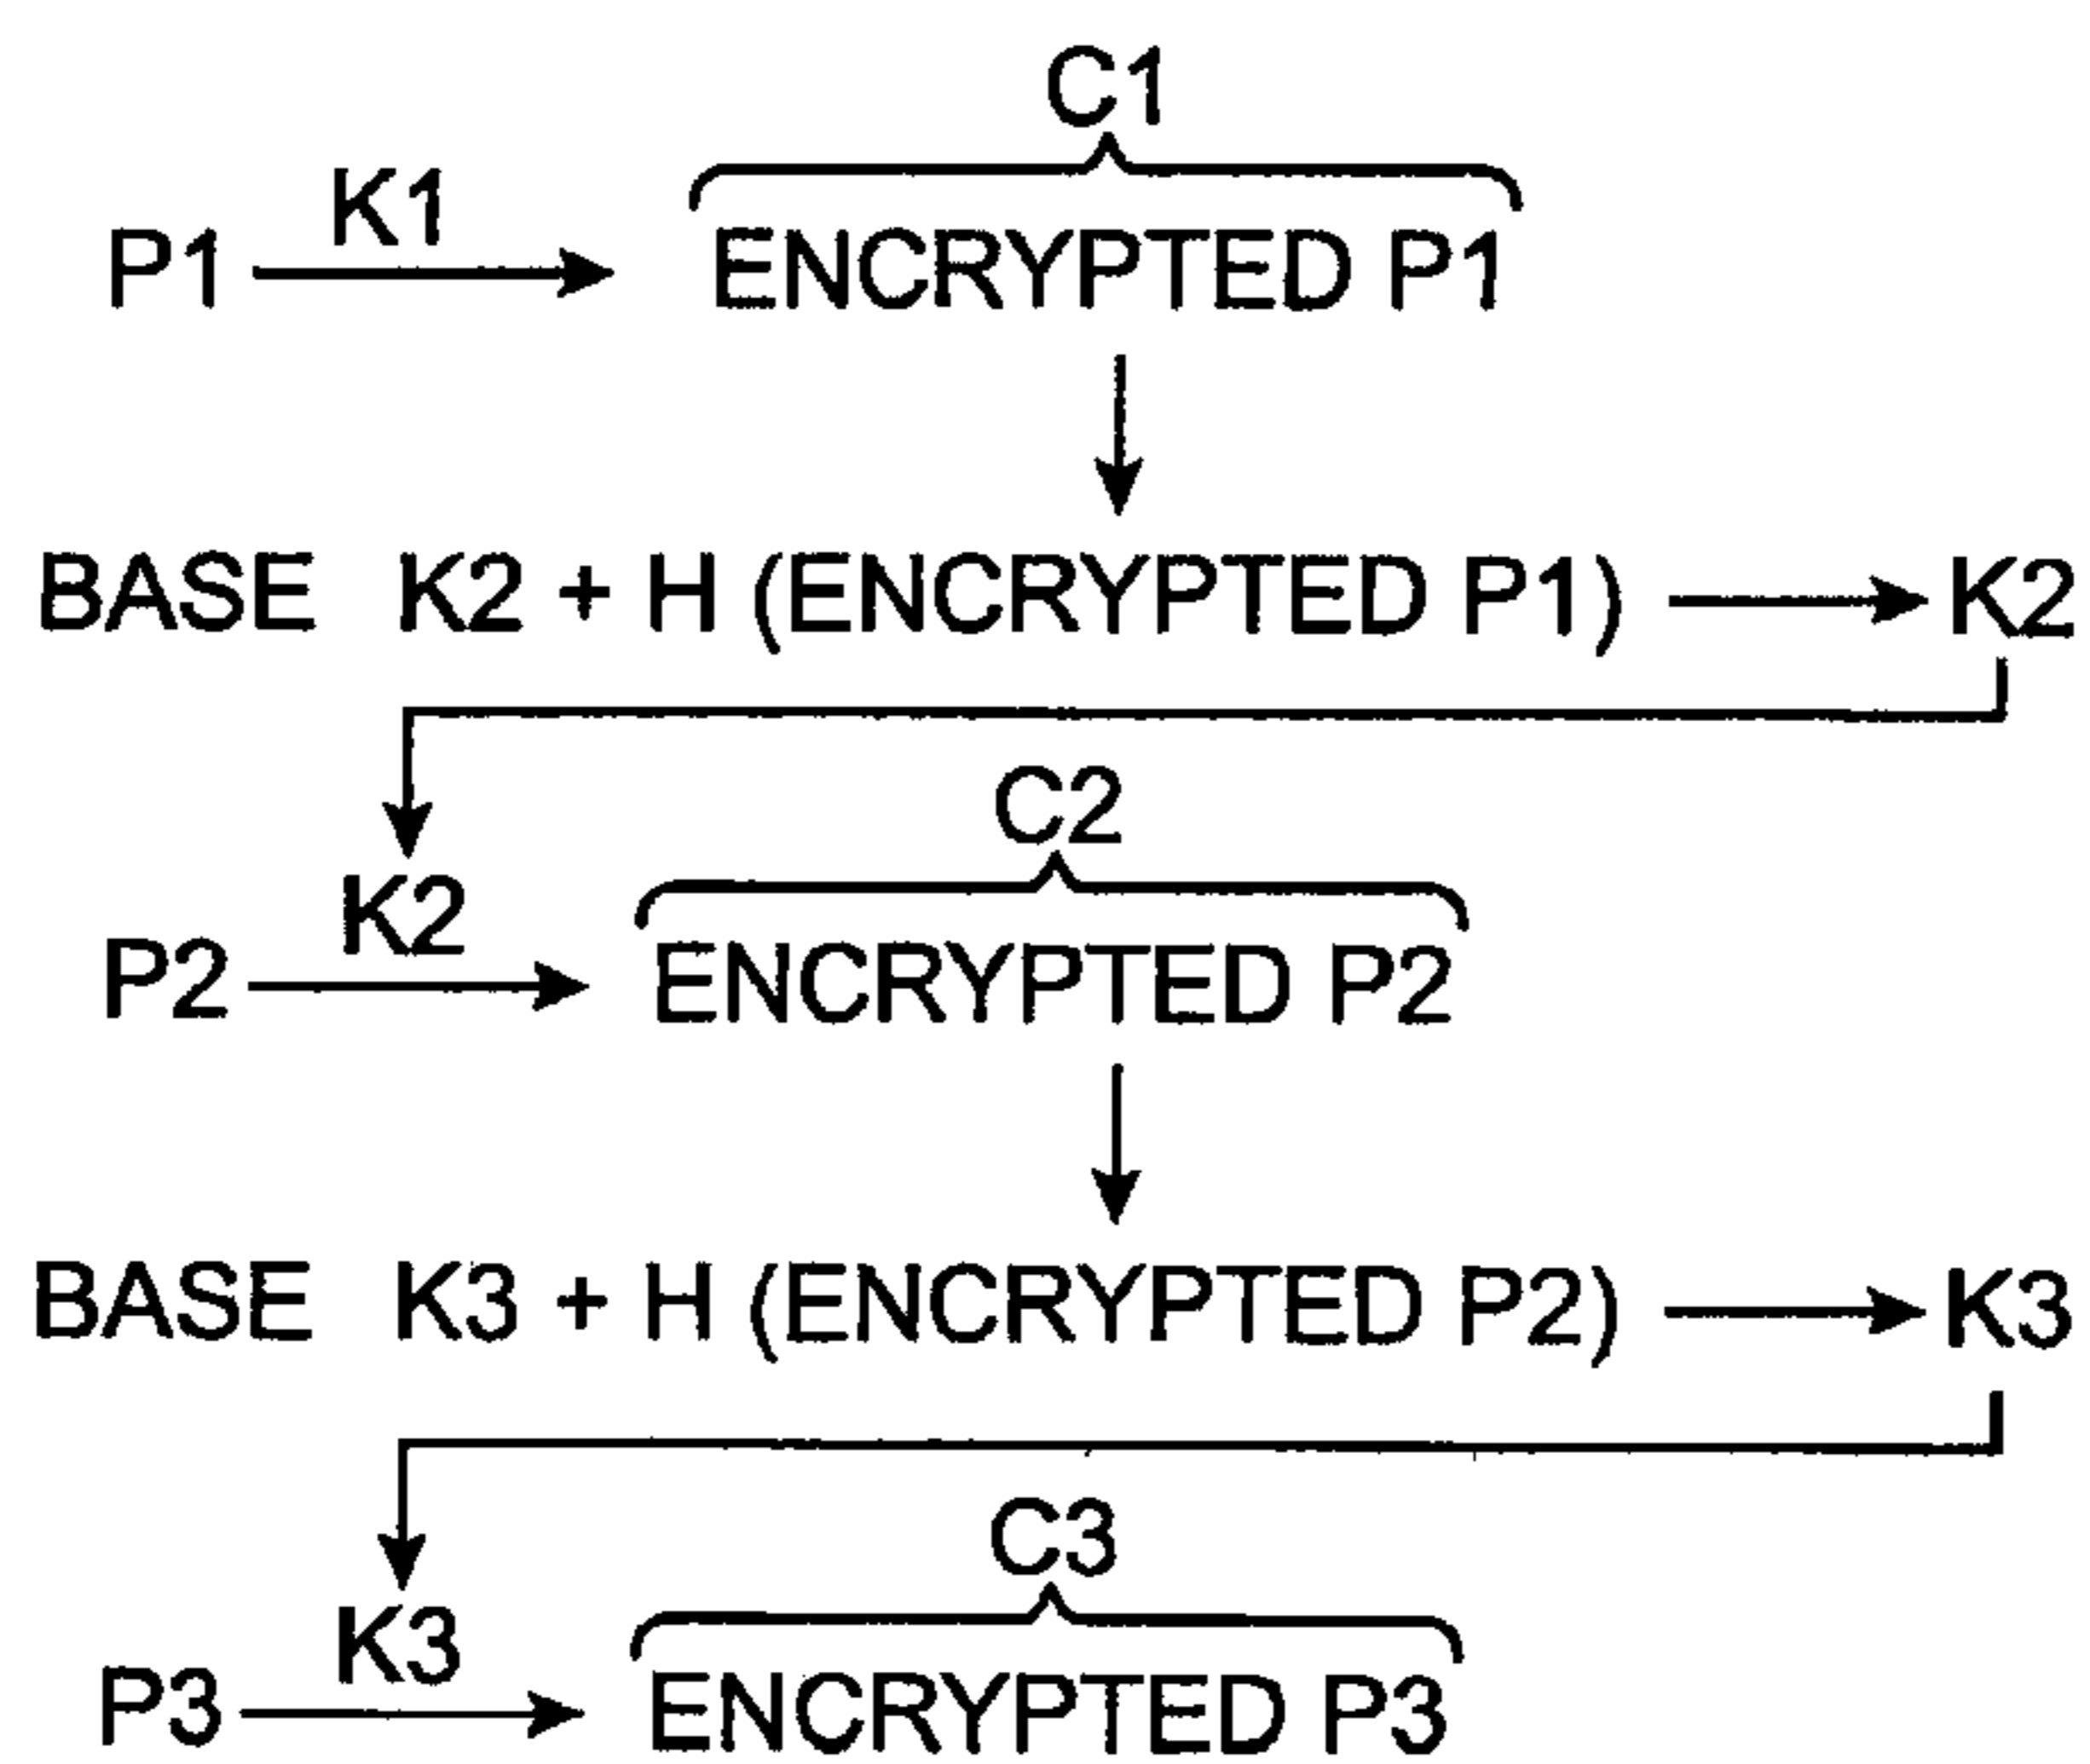 C1
K1
P1 ENCRYPTED P1
BASE K2 + H (ENCRYPTED P1) K2
C2
K2
P2 ENCRYPTED P2
BASE K3 + H (ENCRYPTED P2) K3
C3
K3
P3 ENCRYPTED P3